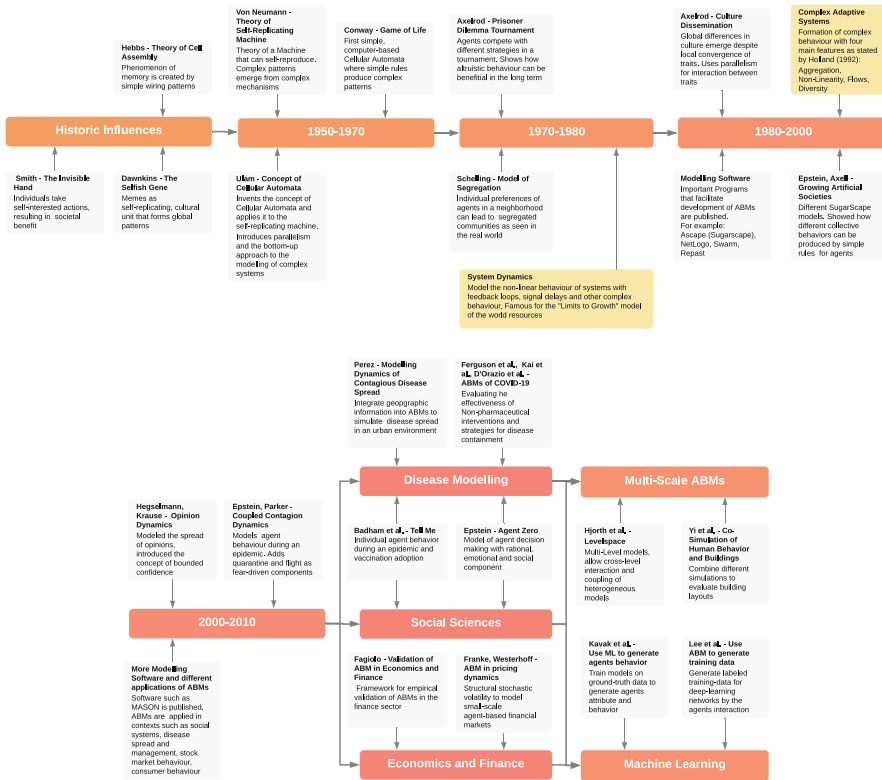 Von Neumann - Theory of
Self-Replicating
Machine
Theory of a Machine
that can self-reproduce.
Complex patterns
emerge from complex
mechanisms
Axelrod - Prisoner
Dilemma Tournament
Agents compete with
different strategies in a
tournament. Shows how
altruistic behaviour can be
benefitial in the long term
Axelrod - Culture
Dissemination
Global differences in
culture emerge despite
local convergence of
traits. Uses parallelism
for interaction between
traits
Complex Adaptive
Systems
Formation of complex
behaviour with four
main features as stated
by Holland (1992):
Aggregation,
Non-Linearity, Flows,
Diversity
Hebbs - Theory of Cell
Assembly
Phenomenon of
memory is created by
simple wiring patterns
Conway - Game of Life
First simple,
computer-based
Cellular Automata
where simple rules
produce complex
patterns
Historic Influences
1950-1970
1970-1980
1980-2000
Smith - The Invisible
Hand
Individuals take
self-interested actions,
resulting in societal
benefit
Dawnkins - The
Selfish Gene
Memes as
self-replicating, cultural
unit that forms global
patterns
Ulam - Concept of
Cellular Automata
Invents the concept of
Cellular Automata and
applies it to the
self-replicating machine.
Introduces parallelism
and the bottom-up
approach to the
modelling of complex
systems
Schelling - Model of
Segregation
Individual preferences of
agents in a neighborhood
can lead to segregated
communities as seen in
the real world
Modelling Software
Important Programs
that facilitate
development of ABMs
are published.
For example:
Ascape (Sugarscape),
NetLogo, Swarm,
Repast
Epstein, Axell -
Growing Artificial
Societies
Different SugarScape
models. Showed how
different collective
behaviors can be
produced by simple
rules for agents
System Dynamics
Model the non-linear behaviour of systems with
feedback loops, signal delays and other complex
behaviour. Famous for the "Limits to Growth" model
of the world resources
Perez - Modelling
Dynamics of
Contagious Disease
Spread
Integrate geopgraphic
information into ABMs to
simulate disease spread
in an urban environment
Ferguson et al., Kai et
al, D'Orazio et al. -
ABMs of COVID-19
Evaluating he
effectiveness of
Non-pharmaceutical
interventions and
strategies for disease
containment
Disease Modelling
Multi-Scale ABMs
Hegselmann,
Krause - Opinion
Dynamics
Modeled the spread
of opinions,
introduced the
concept of bounded
confidence
Epstein, Parker -
Coupled Contagion
Dynamics
Models agent
behaviour during an
epidemic. Adds
quarantine and flight as
fear-driven components
Badham et al. - Tell Me
Individual agent behavior
during an epidemic and
vaccination adoption
Epstein - Agent Zero
Model of agent decision
making with rational,
emotional and social
component
Hjorth et al. -
Levelspace
Multi-Level models,
allow cross-level
interaction and
coupling of
heterogeneous
models
Yi et al. - Co-
Simulation of
Human Behavior
and Buildings
Combine different
simulations to
evaluate building
layouts
2000-2010
Social Sciences
More Modelling
Software and different
applications of ABMs
Software such as
MASON is published.
ABMs are applied in
contexts such as social
systems, disease
spread and
management, stock
market behaviour,
consumer behaviour
Fagiolo - Validation of
ABM in Economics and
Finance
Framework for empirical
validation of ABMs in the
finance sector
Franke, Westerhoff -
ABM in pricing
dynamics
Structural stochastic
volatility to model
small-scale
agent-based financial
markets
Kavak et al. -
Use ML to generate
agents behavior
Train models on
ground-truth data to
generate agents
attribute and
behavior
Lee et al. - Use
ABM to generate
training data
Generate labeled
training-data for
deep-learning
networks by the
agents interaction
Economics and Finance
Machine Learning